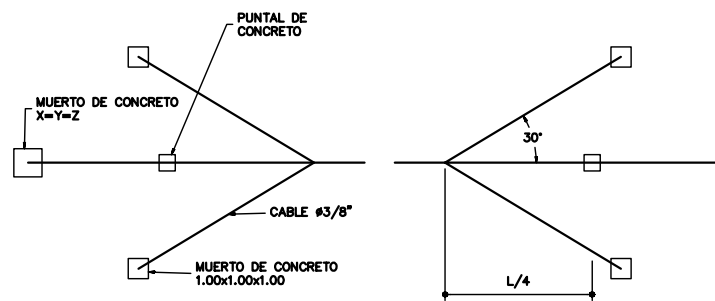 PUNTAL DE
CONCRETO
MUERTO DE CONCRETO
X=Y=Z
30°
CABLE ø3/8"
MUERTO DE CONCRETO
1.00x1.00x1.00
L/4